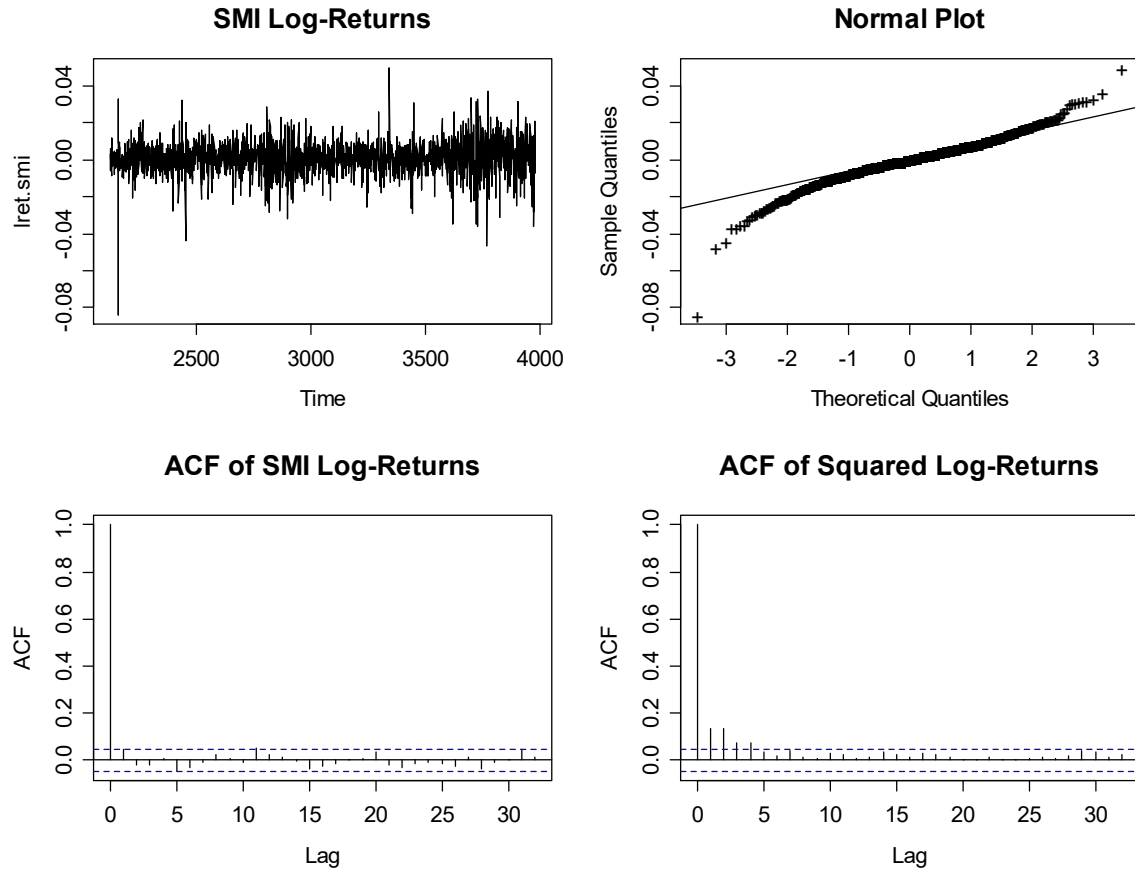 SMI Log-Returns
lret.smi
0.04
0.00
-0.04
-0.08
2500 3000 3500 4000
Time
Normal Plot
Sample Quantiles
0.04
0.00
-0.04
-0.08
-3 -2 -1 0 1 2 3
Theoretical Quantiles
ACF of SMI Log-Returns
ACF
1.0
0.8
0.6
0.4
0.2
0.0
0 5 10 15 20 25 30
Lag
ACF of Squared Log-Returns
ACF
1.0
0.8
0.6
0.4
0.2
0.0
0 5 10 15 20 25 30
Lag